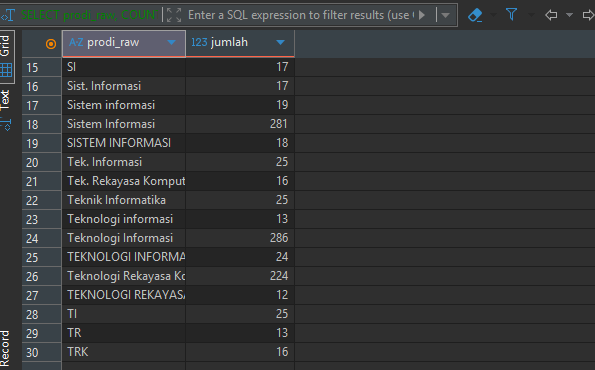 SELECT prodi_raw, COUN
Enter a SQL expression to filter results (use
Grid
Text
Record
A-Z prodi_raw 123 jumlah
15 SI 17
16 Sist. Informasi 17
17 Sistem informasi 19
18 Sistem Informasi 281
19 SISTEM INFORMASI 18
20 Tek. Informasi 25
21 Tek. Rekayasa Komput 16
22 Teknik Informatika 25
23 Teknologi informasi 13
24 Teknologi Informasi 286
25 TEKNOLOGI INFORMA 24
26 Teknologi Rekayasa Ko 224
27 TEKNOLOGI REKAYASA 12
28 TI 25
29 TR 13
30 TRK 16